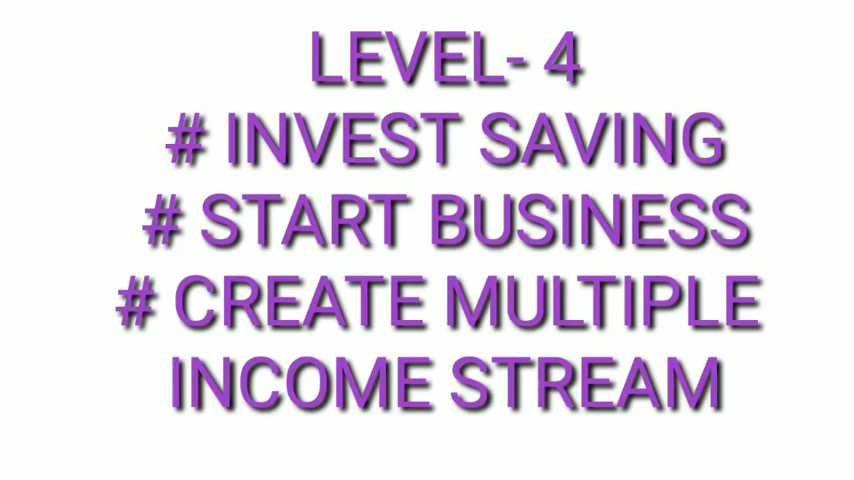 LEVEL- 4
# INVEST SAVING
# START BUSINESS
# CREATE MULTIPLE
INCOME STREAM